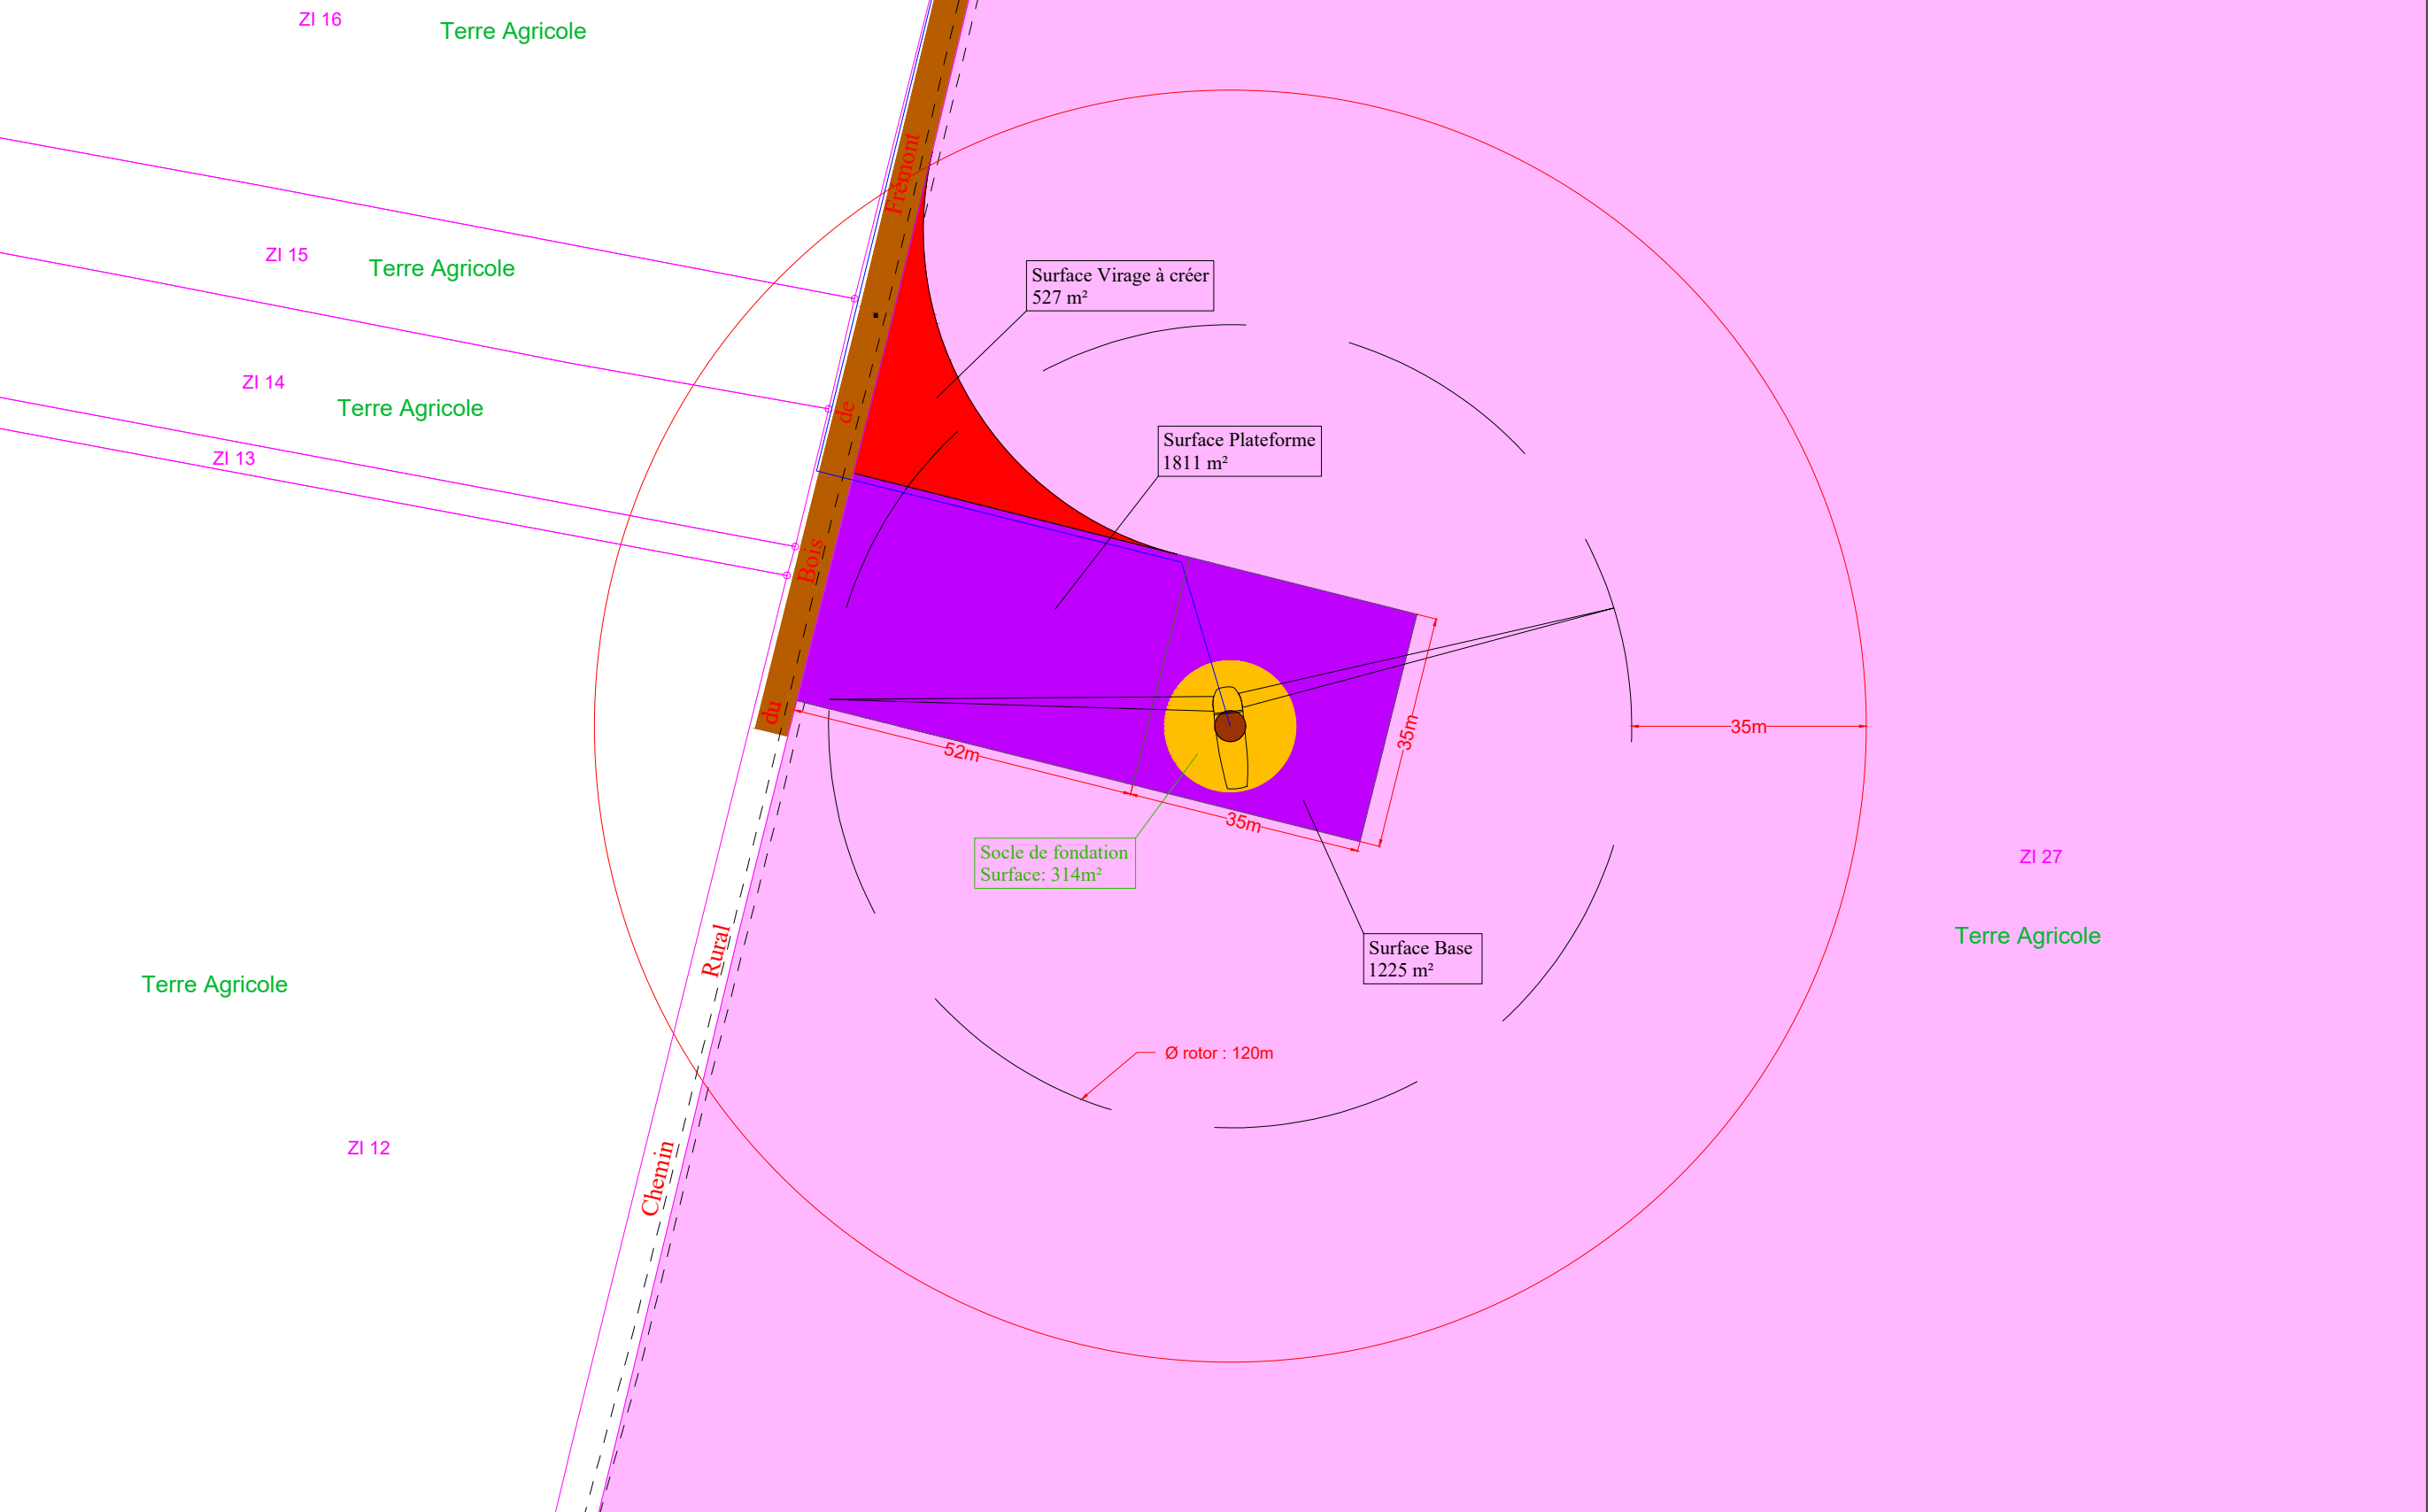 ZI 16
Terre Agricole
ZI 15
Terre Agricole
ZI 14
Terre Agricole
ZI 13
Chemin Rural du Bois de Frémont
Surface Virage à créer
527 m²
Surface Plateforme
1811 m²
52m
35m
35m
35m
Socle de fondation
Surface: 314m²
Surface Base
1225 m²
ZI 27
Terre Agricole
Terre Agricole
Ø rotor : 120m
ZI 12